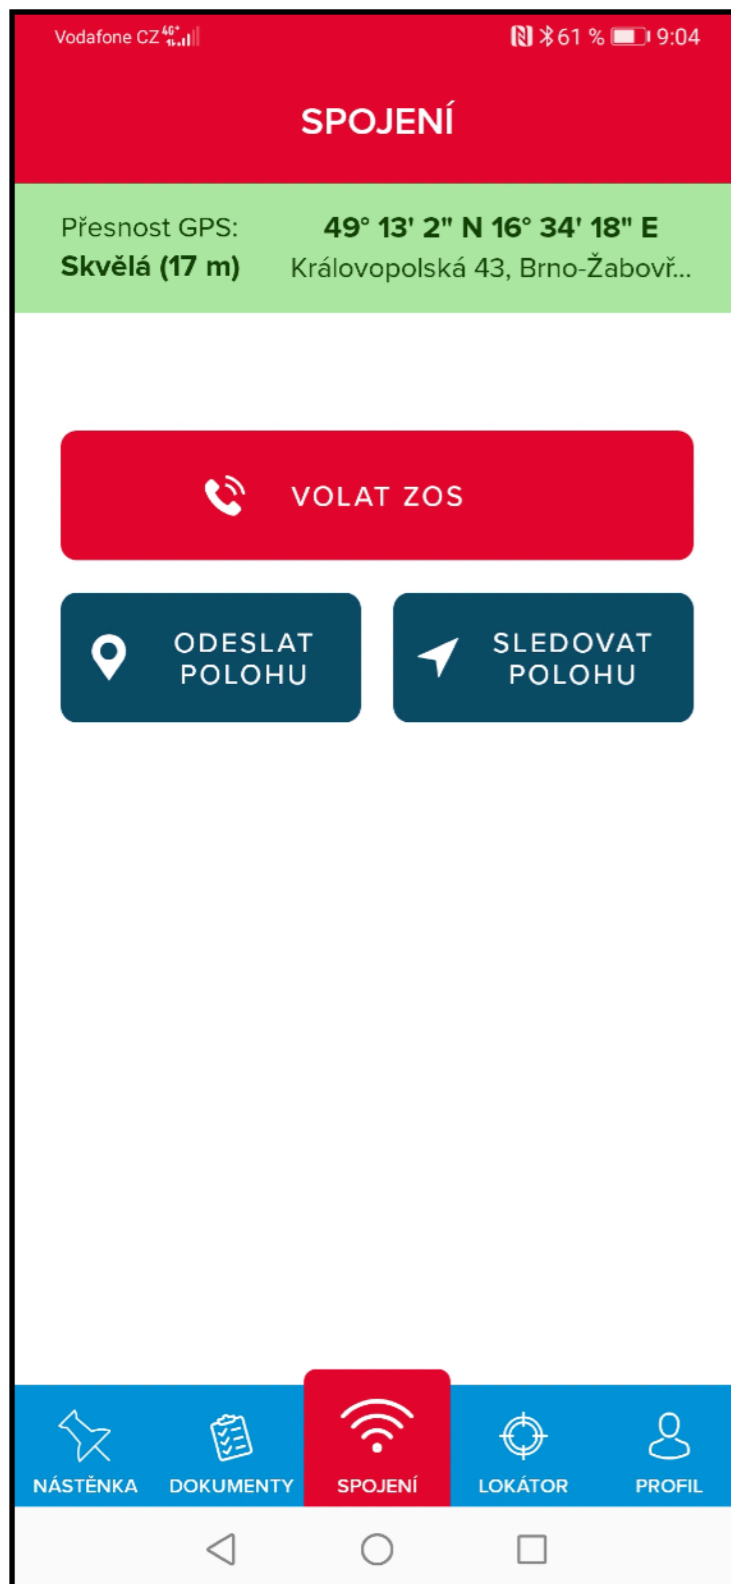 Vodafone CZ 4G+ 61 % 9:04
SPOJENÍ
Přesnost GPS: 49° 13' 2" N 16° 34' 18" E
Skvělá (17 m) Královopolská 43, Brno-Žabovř...
VOLAT ZOS
ODESLAT
POLOHU
SLEDOVAT
POLOHU
NÁSTĚNKA DOKUMENTY SPOJENÍ LOKÁTOR PROFIL